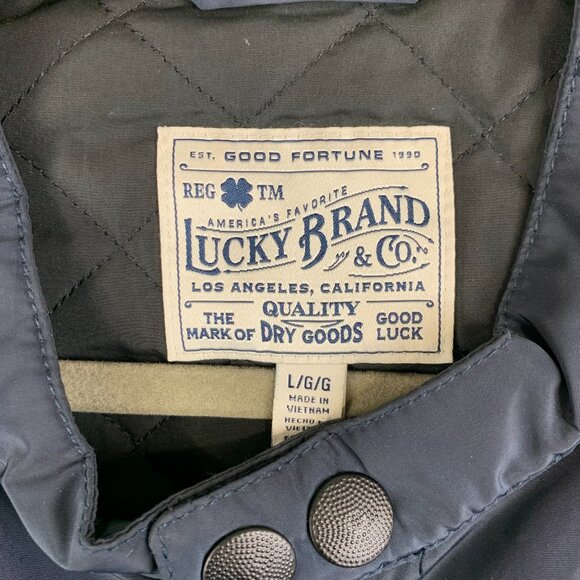 EST. GOOD FORTUNE 1990
REG TM
AMERICA'S FAVORITE
LUCKY BRAND
& CO.
LOS ANGELES, CALIFORNIA
THE MARK OF
QUALITY DRY GOODS
GOOD LUCK
L/G/G
MADE IN
VIETNAM
HECHO